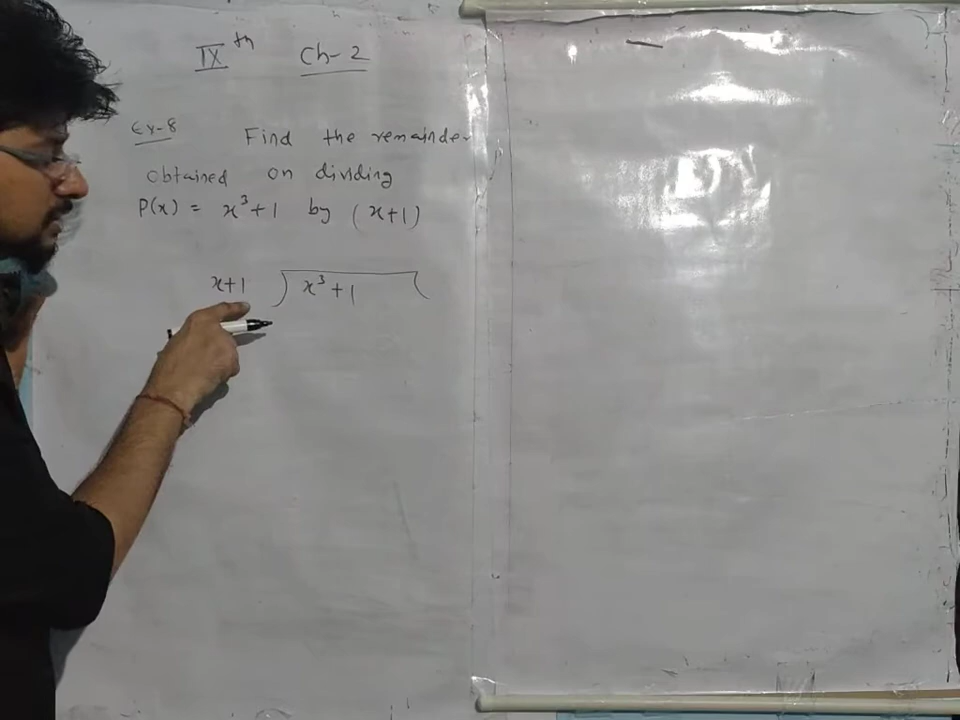 IXth Ch-2
Ex-8 Find the remainder
obtained on dividing
P(x) = x³+1 by (x+1)
x+1 ) x³+1 (